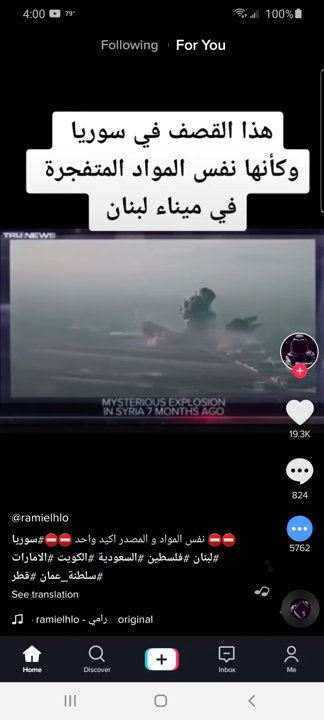 4:00 79° 100%
Following For You
هذا القصف في سوريا
وكأنها نفس المواد المتفجرة
في ميناء لبنان
TRUNEWS
MYSTERIOUS EXPLOSION
IN SYRIA 7 MONTHS AGO
19.3K
824
5762
@ramielhlo
⛔⛔ نفس المواد و المصدر اكيد واحد ⛔⛔#سوريا
#لبنان #فلسطين #السعودية #الكويت #الامارات
#سلطنة_عمان #قطر
See translation
ramielhlo - رامي original
Home Discover Inbox Me